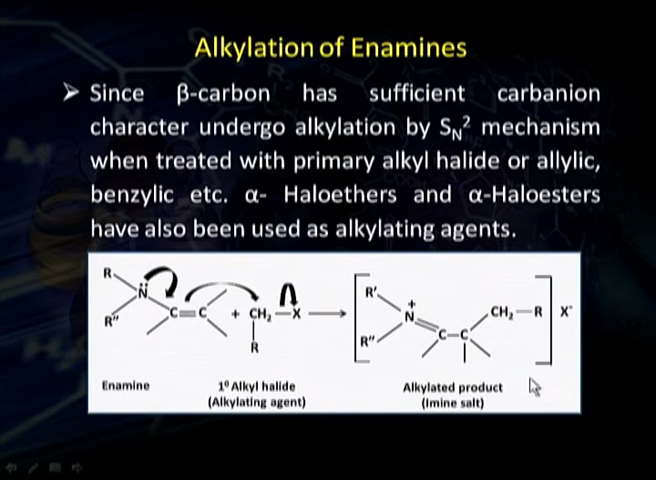 Alkylation of Enamines
➤ Since β-carbon has sufficient carbanion
character undergo alkylation by SN² mechanism
when treated with primary alkyl halide or allylic,
benzylic etc. α- Haloethers and α-Haloesters
have also been used as alkylating agents.
R
N̈
R"
C=C
+ CH₂—X
R
R'
+
N
R"
C—C
CH₂—R
X⁻
Enamine
1⁰ Alkyl halide
(Alkylating agent)
Alkylated product
(Imine salt)